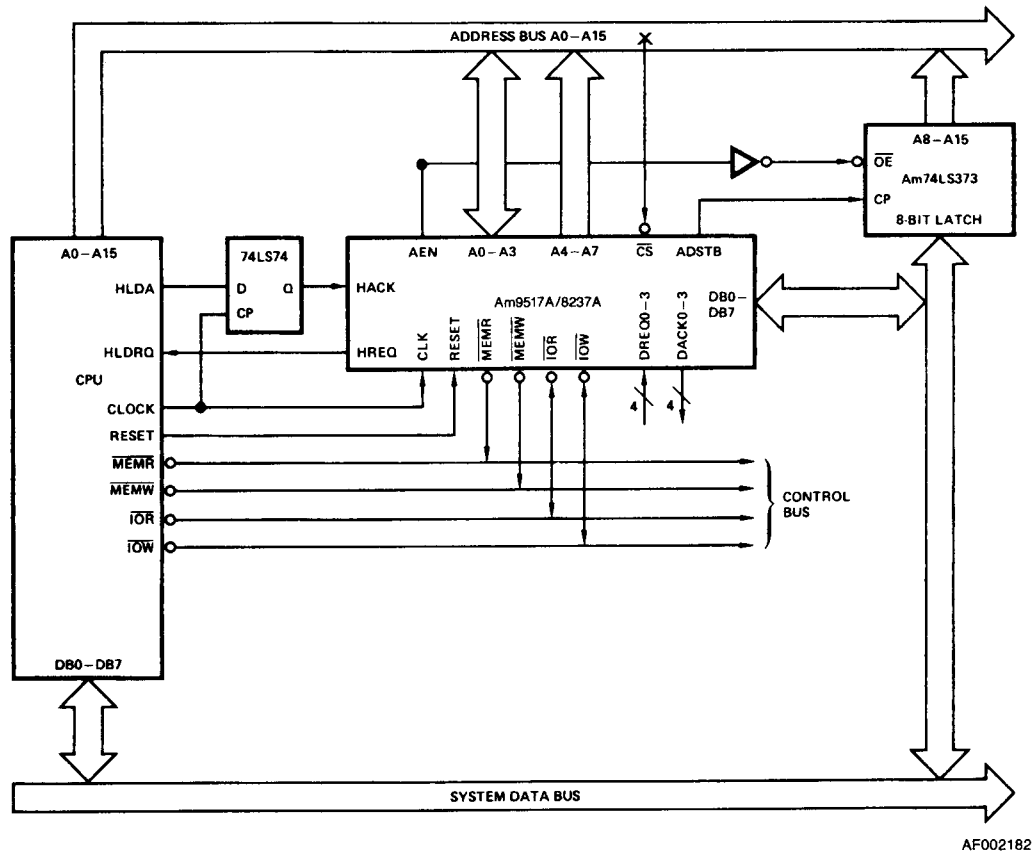 ADDRESS BUS A0–A15
A8–A15
OE
Am74LS373
CP
8-BIT LATCH
A0–A15
74LS74
AEN
A0–A3
A4–A7
CS
ADSTB
HLDA
D
Q
HACK
CP
Am9517A/8237A
DB0–
DB7
HLDRQ
HREQ
CLK
RESET
MEMR
MEMW
IOR
IOW
DREQ0-3
DACK0-3
CPU
CLOCK
4
4
RESET
MEMR
MEMW
IOR
IOW
CONTROL
BUS
DB0–DB7
SYSTEM DATA BUS
AF002182